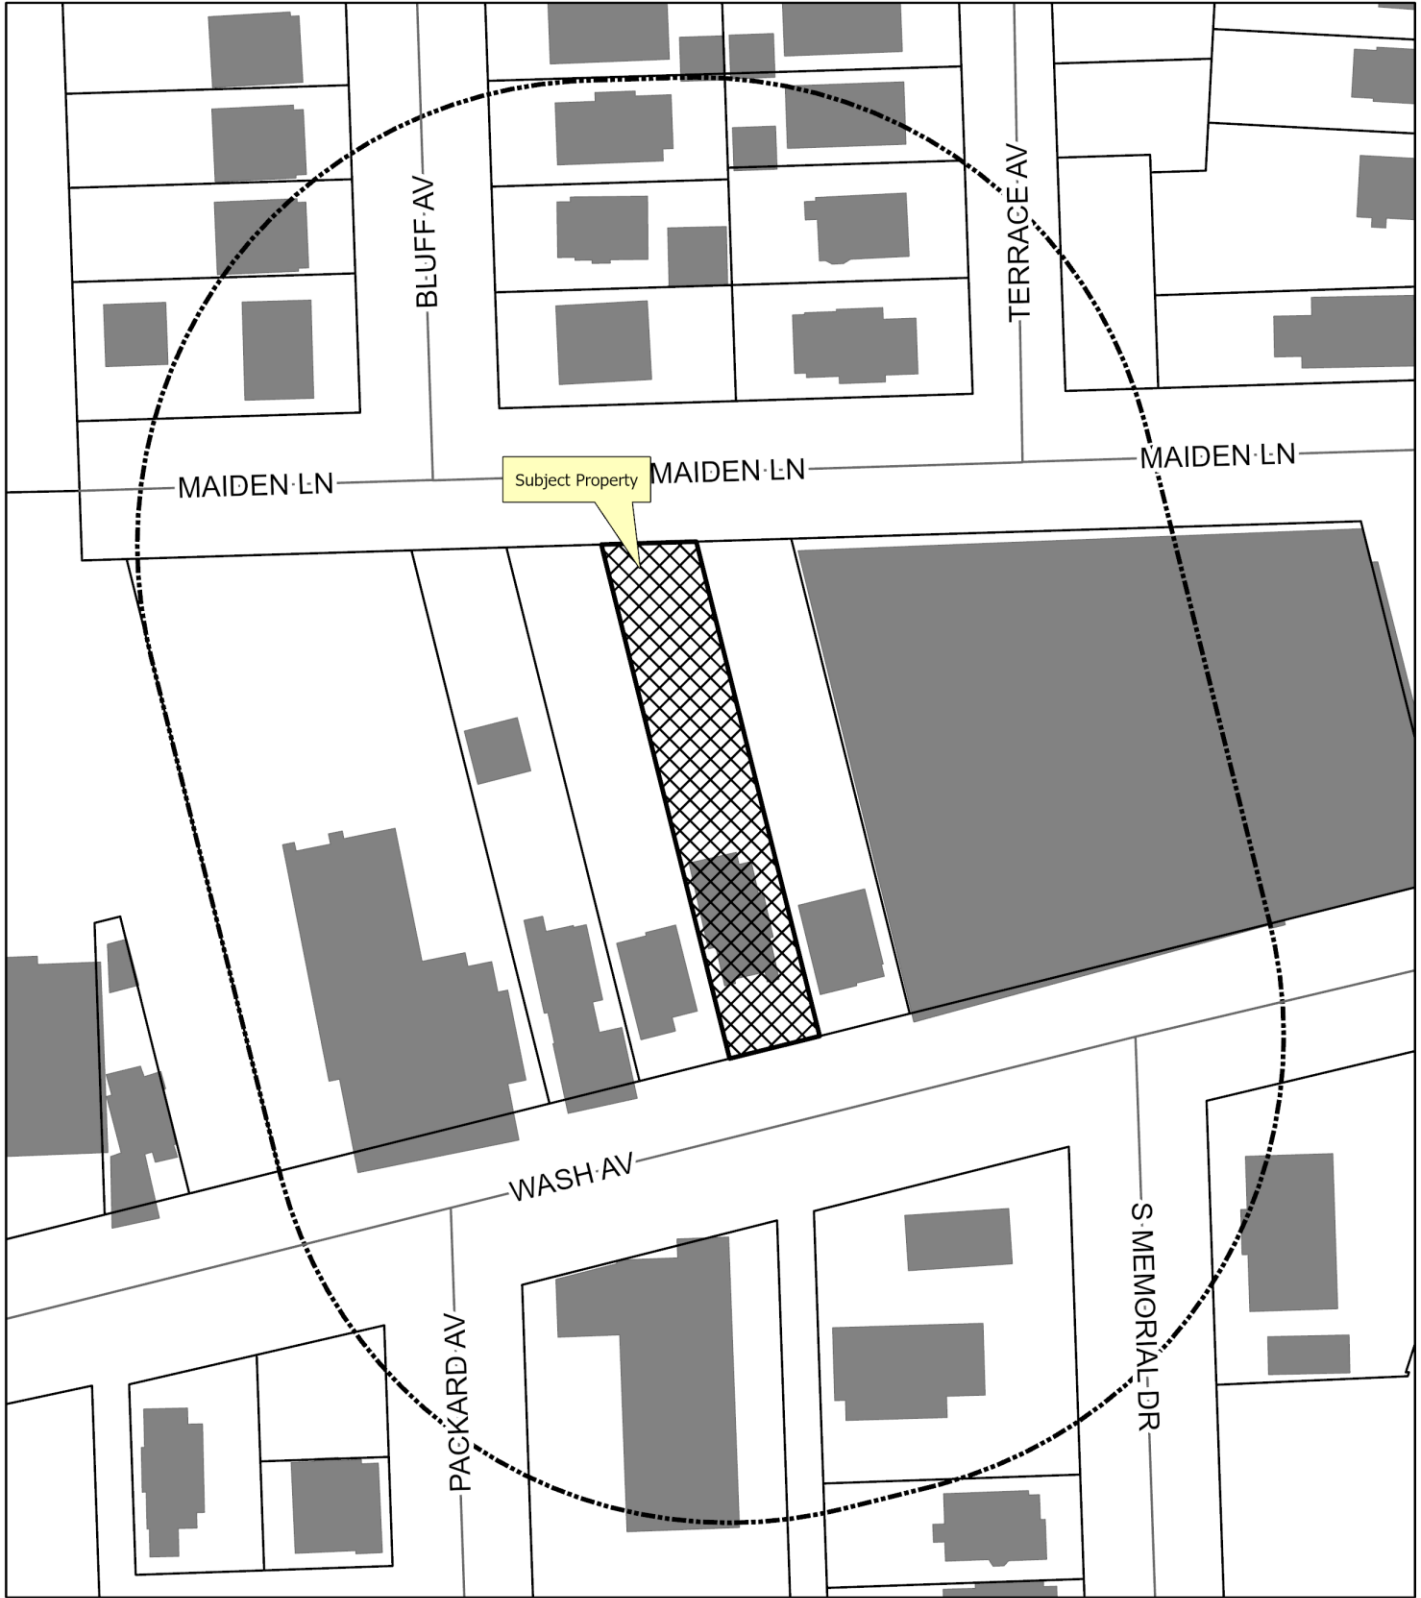 BLUFF AV
TERRACE AV
MAIDEN LN
MAIDEN LN
MAIDEN LN
Subject Property
WASH AV
PACKARD AV
S MEMORIAL DR